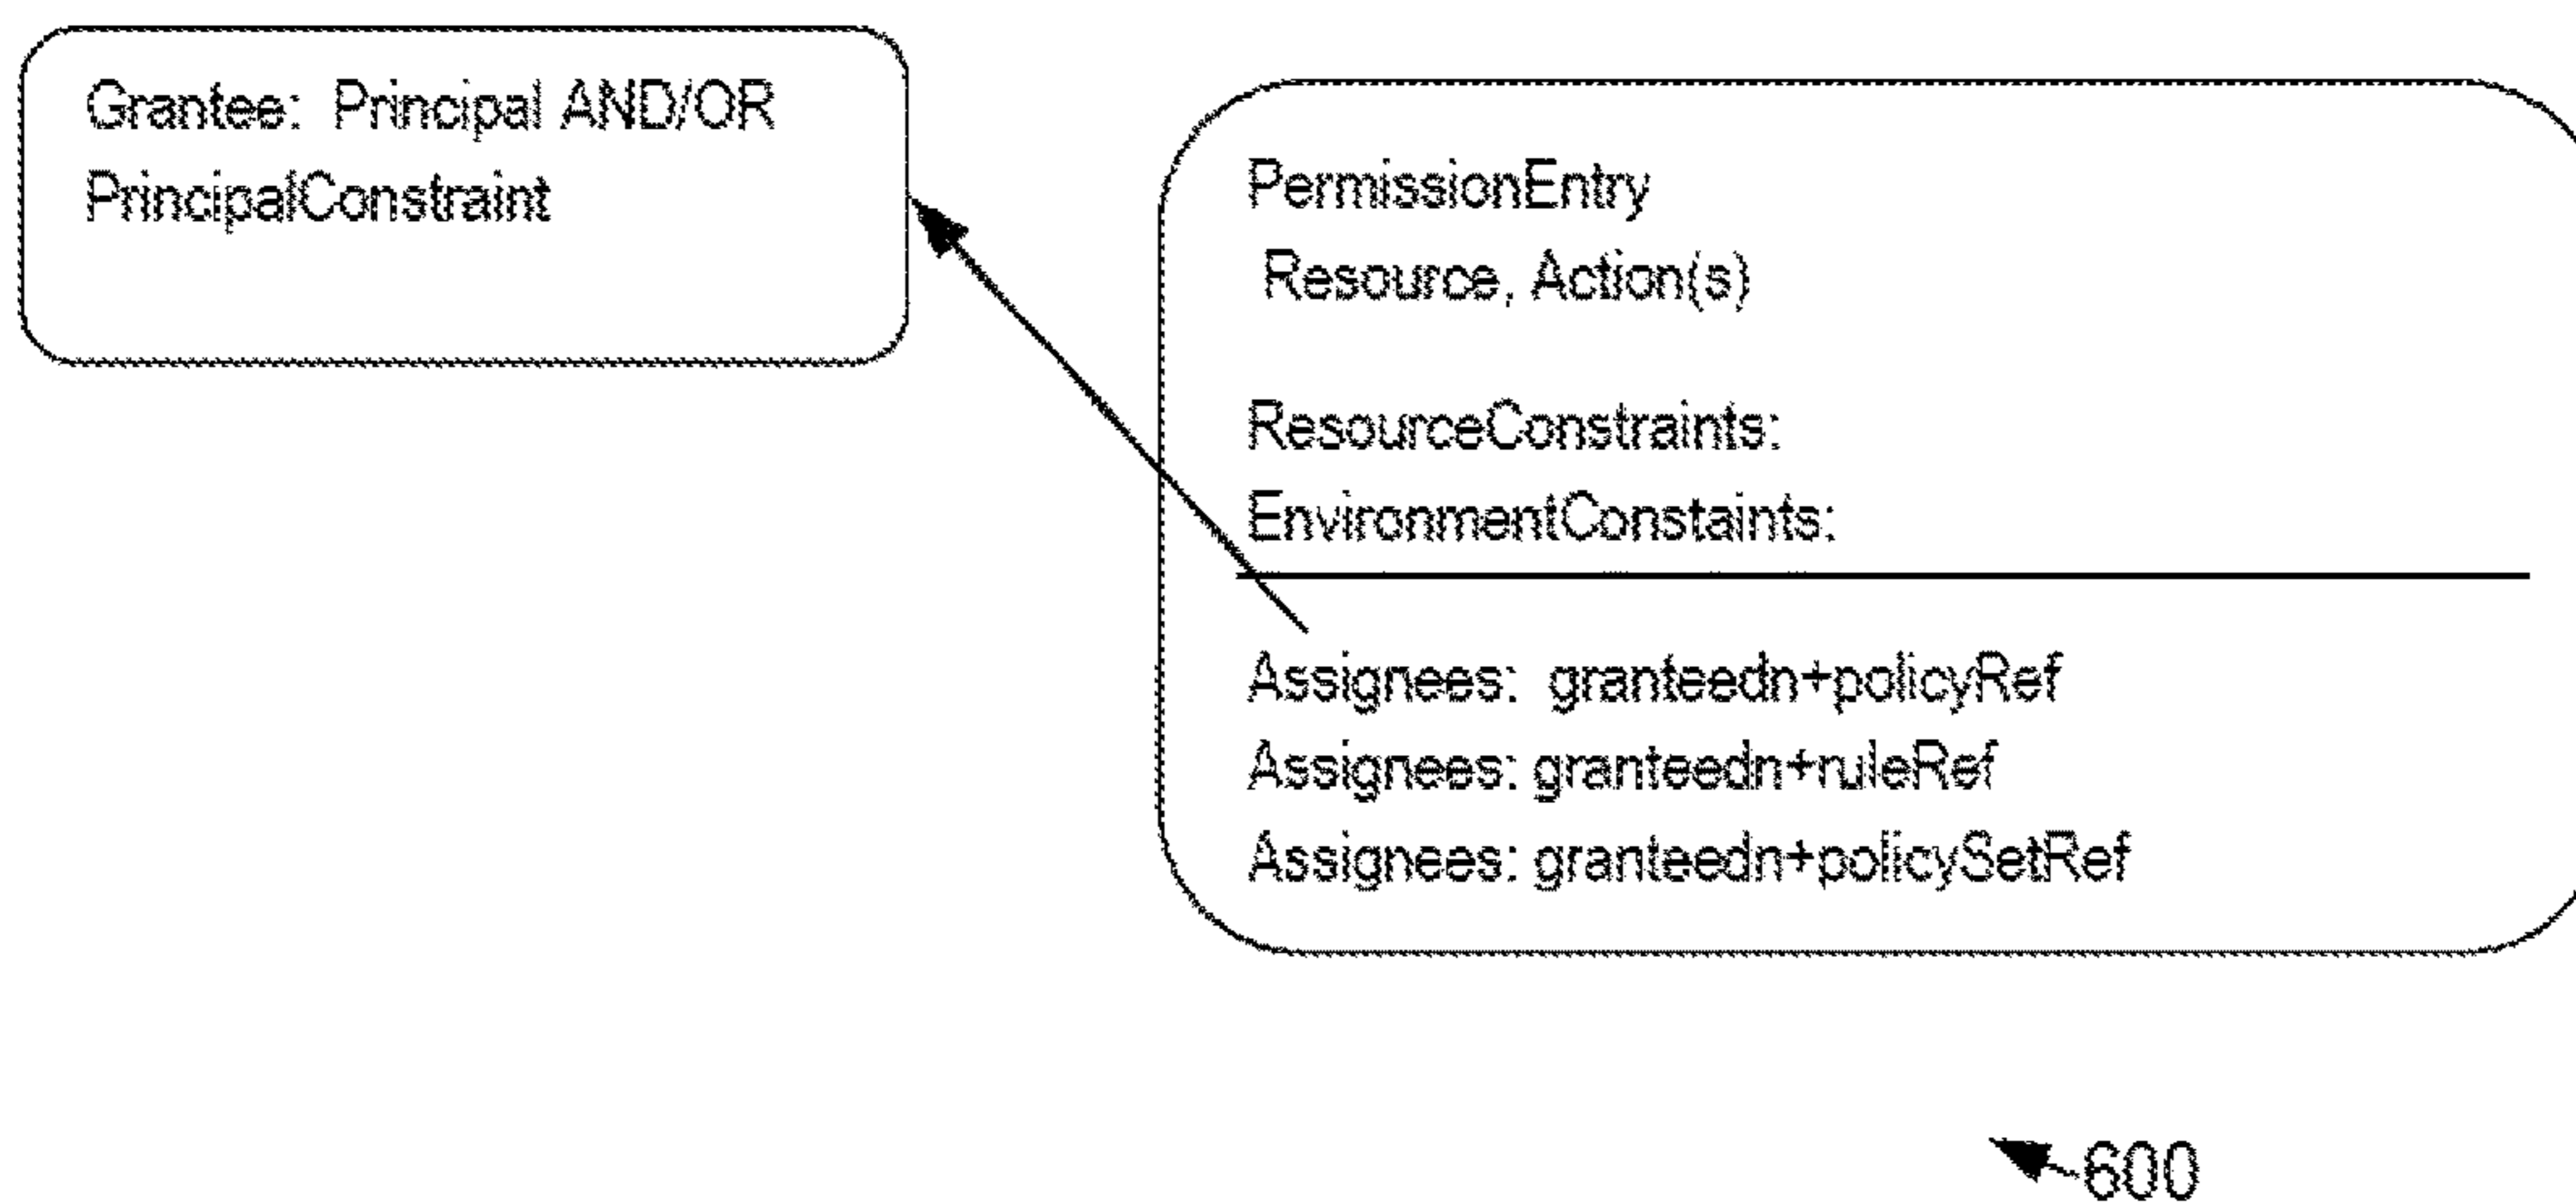 Grantee: Principal AND/OR
PrincipalConstraint
PermissionEntry
Resource, Action(s)
ResourceConstraints:
EnvironmentConstaints:
Assignees: granteedn+policyRef
Assignees: granteedn+ruleRef
Assignees: granteedn+policySetRef
600